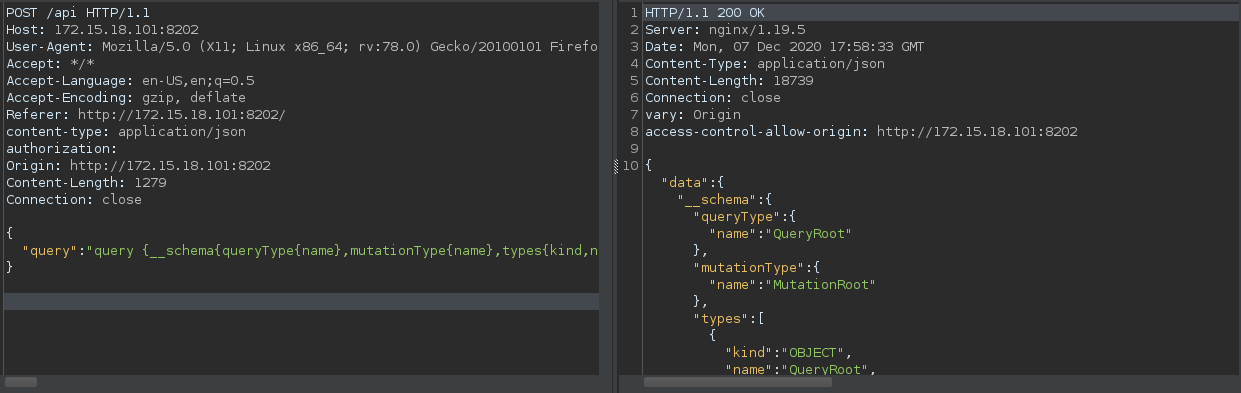 POST /api HTTP/1.1
Host: 172.15.18.101:8202
User-Agent: Mozilla/5.0 (X11; Linux x86_64; rv:78.0) Gecko/20100101 Firefo
Accept: */*
Accept-Language: en-US,en;q=0.5
Accept-Encoding: gzip, deflate
Referer: http://172.15.18.101:8202/
content-type: application/json
authorization:
Origin: http://172.15.18.101:8202
Content-Length: 1279
Connection: close
{
"query":"query {__schema{queryType{name},mutationType{name},types{kind,n
}
1 HTTP/1.1 200 OK
2 Server: nginx/1.19.5
3 Date: Mon, 07 Dec 2020 17:58:33 GMT
4 Content-Type: application/json
5 Content-Length: 18739
6 Connection: close
7 vary: Origin
8 access-control-allow-origin: http://172.15.18.101:8202
9
10 {
"data":{
"__schema":{
"queryType":{
"name":"QueryRoot"
},
"mutationType":{
"name":"MutationRoot"
},
"types":[
{
"kind":"OBJECT",
"name":"QueryRoot",